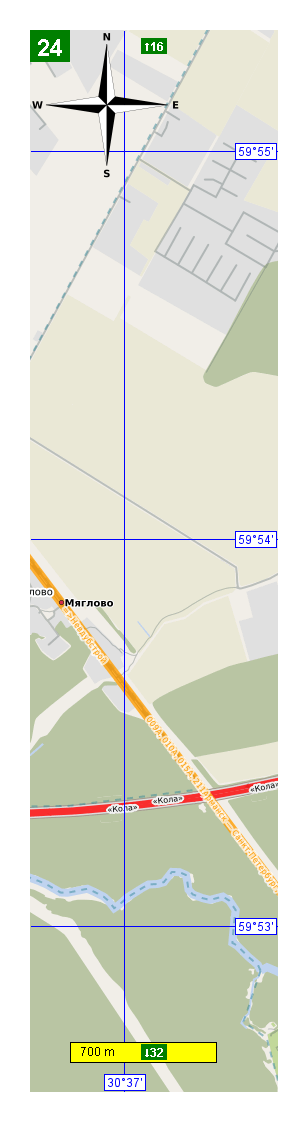 24
N
↑16
W
E
S
59°55'
59°54'
лово
Мяглово
«Кола»
«Кола»
«Кола»
59°53'
700 m
↓32
30°37'